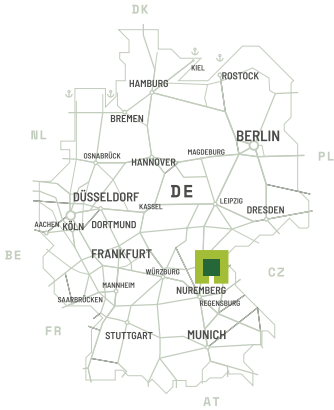 DK
KIEL
ROSTOCK
HAMBURG
BREMEN
NL
BERLIN
MAGDEBURG
PL
OSNABRÜCK
HANNOVER
DE
DÜSSELDORF
KASSEL
LEIPZIG
DRESDEN
AACHEN
KÖLN
DORTMUND
BE
FRANKFURT
WÜRZBURG
CZ
MANNHEIM
NUREMBERG
SAARBRÜCKEN
REGENSBURG
FR
STUTTGART
MUNICH
AT